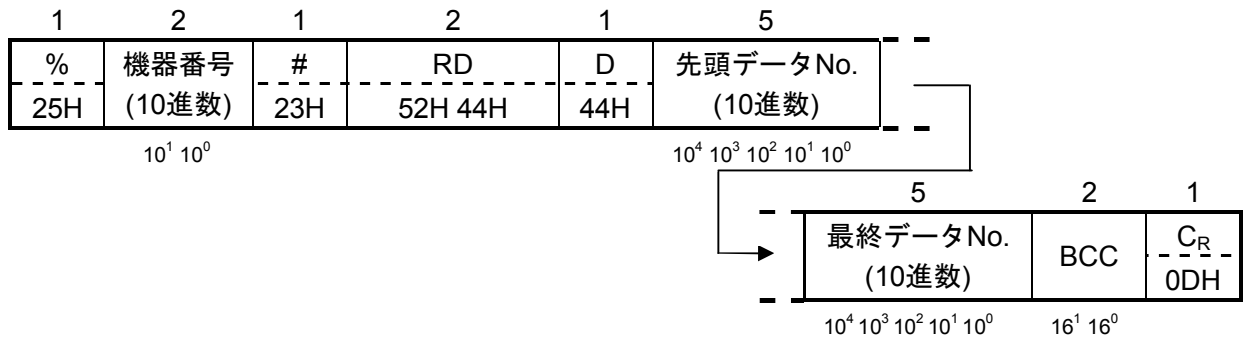 1 2 1 2 1 5
% 機器番号 # RD D 先頭データNo.
25H (10進数) 23H 52H 44H 44H (10進数)
10¹ 10⁰ 10⁴ 10³ 10² 10¹ 10⁰
5 2 1
最終データNo. BCC C_R
(10進数) 0DH
10⁴ 10³ 10² 10¹ 10⁰ 16¹ 16⁰